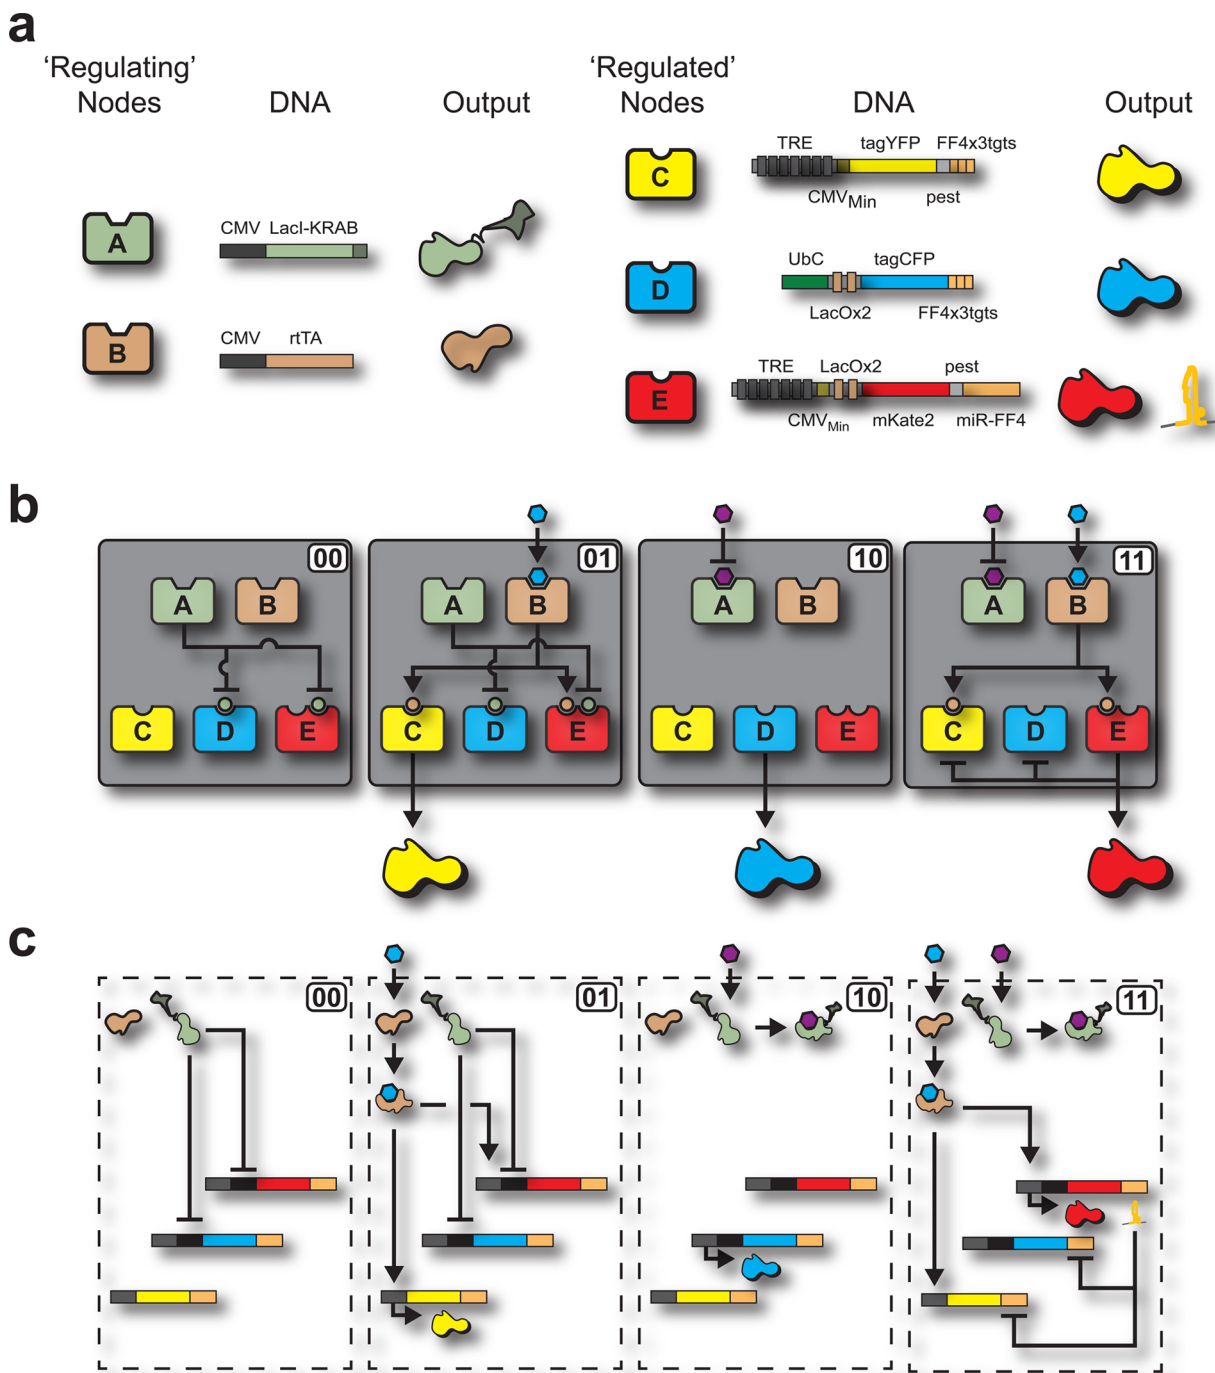 a
‘Regulating’
Nodes
DNA
Output
A
CMV LacI-KRAB
B
CMV rtTA
‘Regulated’
Nodes
DNA
Output
C
TRE tagYFP FF4x3tgts
CMVMin pest
D
UbC tagCFP
LacOx2 FF4x3tgts
E
TRE LacOx2 pest
CMVMin mKate2 miR-FF4
b
00
A B
C D E
01
A B
C D E
10
A B
C D E
11
A B
C D E
c
00
01
10
11